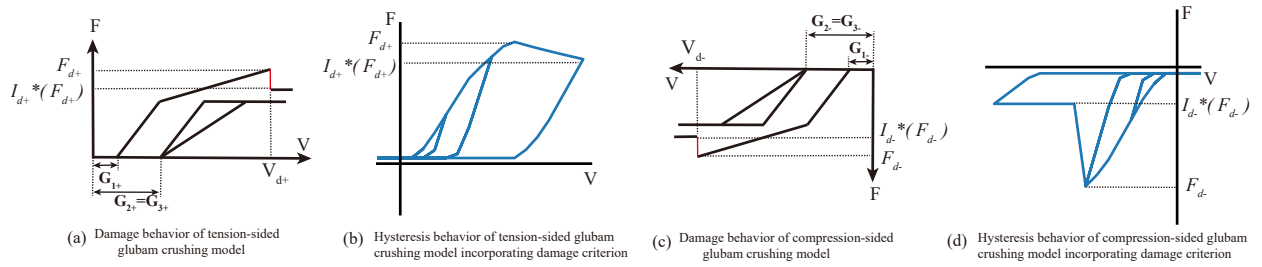 F
F_{d+}
I_{d+}*(F_{d+})
V
V_{d+}
G_{1+}
G_{2+}=G_{3+}
(a) Damage behavior of tension-sided
glubam crushing model
F
F_{d+}
I_{d+}*(F_{d+})
V
(b) Hysteresis behavior of tension-sided glubam
crushing model incorporating damage criterion
G_{2-}=G_{3-}
G_{1-}
V_{d-}
V
I_{d-}*(F_{d-})
F_{d-}
F
(c) Damage behavior of compression-sided
glubam crushing model
F
V
I_{d-}*(F_{d-})
F_{d-}
(d) Hysteresis behavior of compression-sided glubam
crushing model incorporating damage criterion